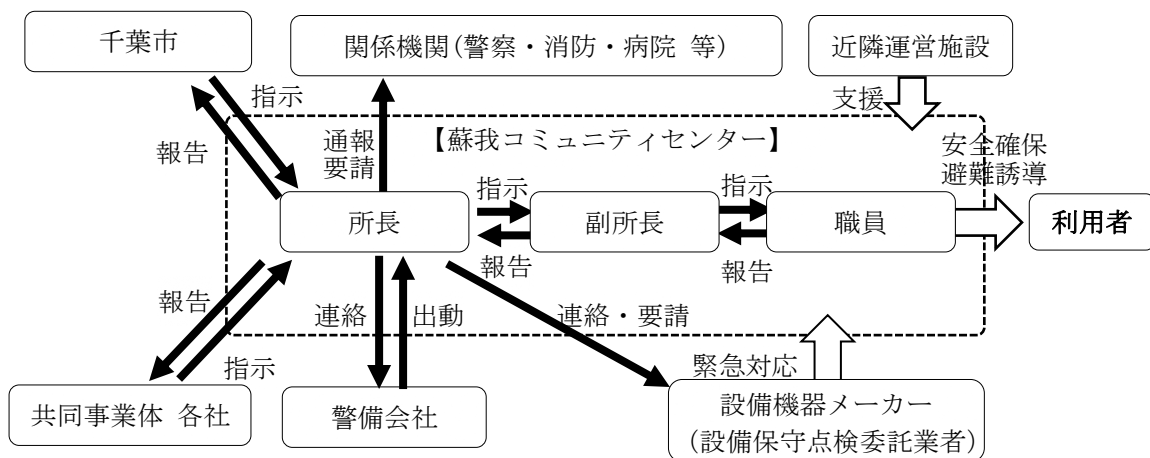 千葉市
関係機関(警察・消防・病院 等)
近隣運営施設
指示
支援
報告
通報
要請
【蘇我コミュニティセンター】
安全確保
避難誘導
指示
指示
所長
副所長
職員
利用者
報告
報告
報告
連絡
出動
連絡・要請
指示
緊急対応
共同事業体 各社
警備会社
設備機器メーカー
(設備保守点検委託業者)